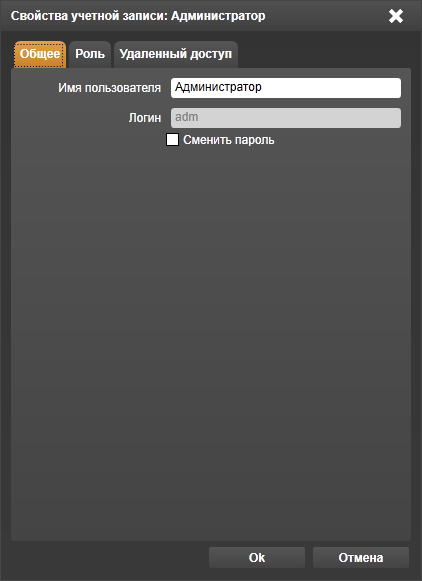 Свойства учетной записи: Администратор
Общее Роль Удаленный доступ
Имя пользователя Администратор
Логин adm
Сменить пароль
Ok Отмена